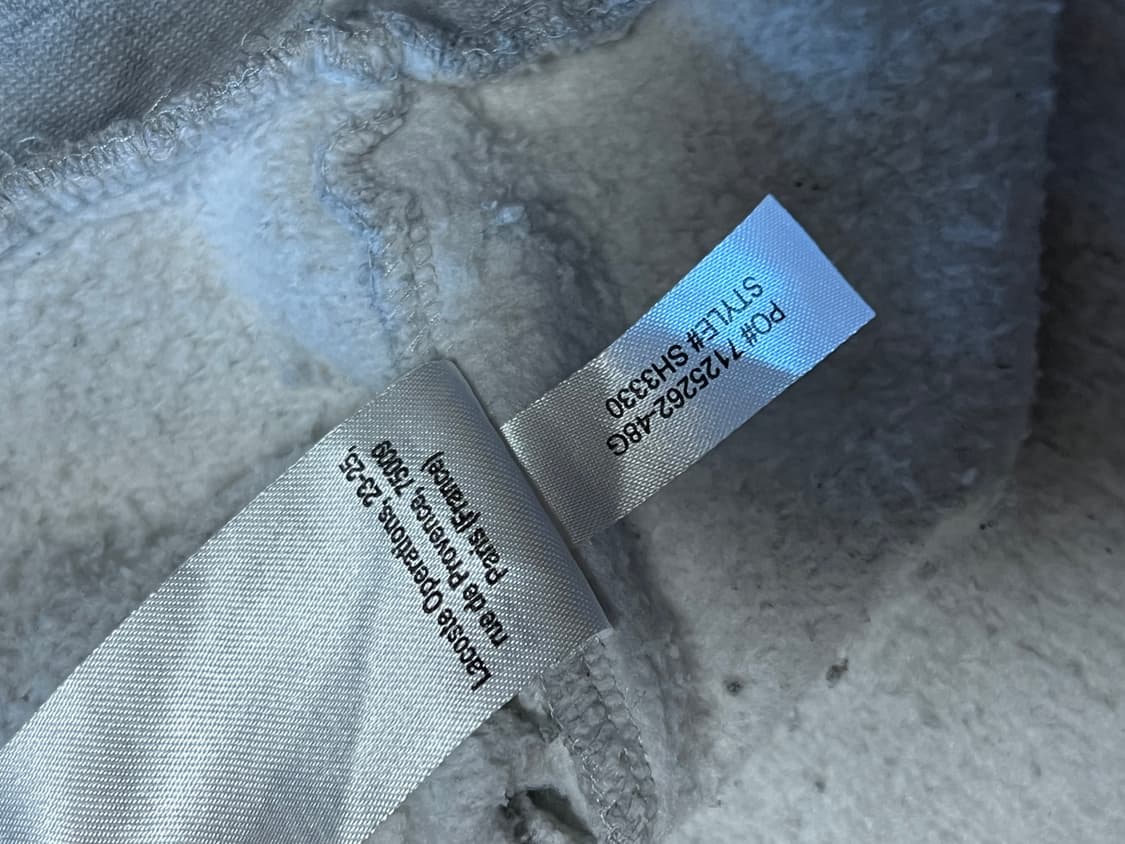 Lacoste Operations, 23-25,
rue de Provence, 75009
Paris (France)
PO# 7125262-48G
STYLE# SH3330